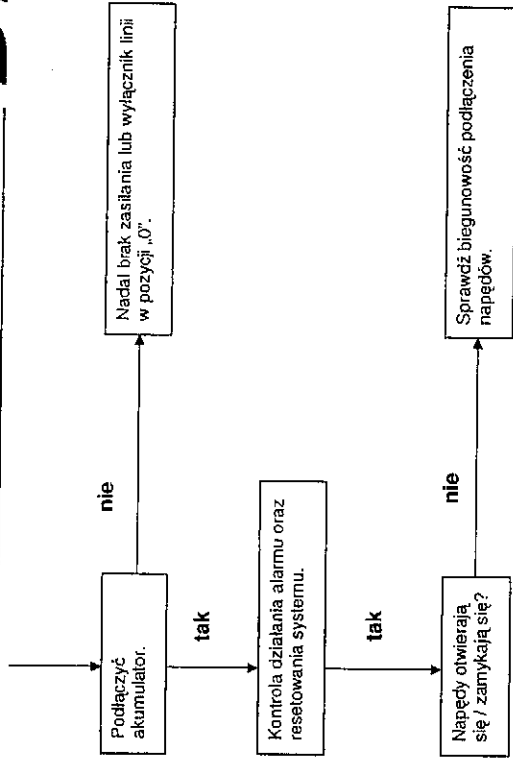 Podłączyć
akumulator.
nie
Nadal brak zasilania lub wyłącznik linii
w pozycji „0”.
tak
Kontrola działania alarmu oraz
resetowania systemu.
tak
Napędy otwierają
się / zamykają się?
nie
Sprawdź biegunowość podłączenia
napędów.